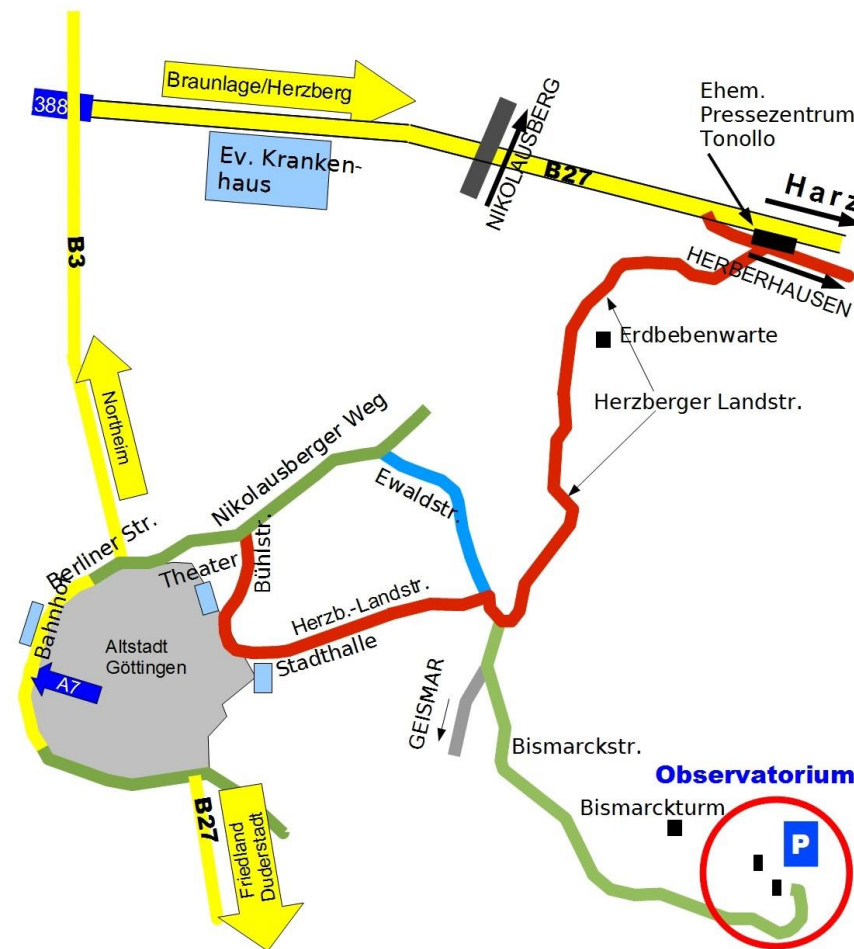 388
Braunlage/Herzberg
Ev. Kranken-
haus
NIKOLAUSBERG
B27
Ehem.
Pressezentrum
Tonollo
Harz
HERBERHAUSEN
B3
Erdbebenwarte
Herzberger Landstr.
Northeim
Nikolausberger Weg
Ewaldstr.
Berliner Str.
Theater
Bühlstr.
Bahnhof
Herzb.-Landstr.
Stadthalle
Altstadt
Göttingen
A7
GEISMAR
Bismarckstr.
Observatorium
Bismarckturm
P
B27
Friedland
Duderstadt